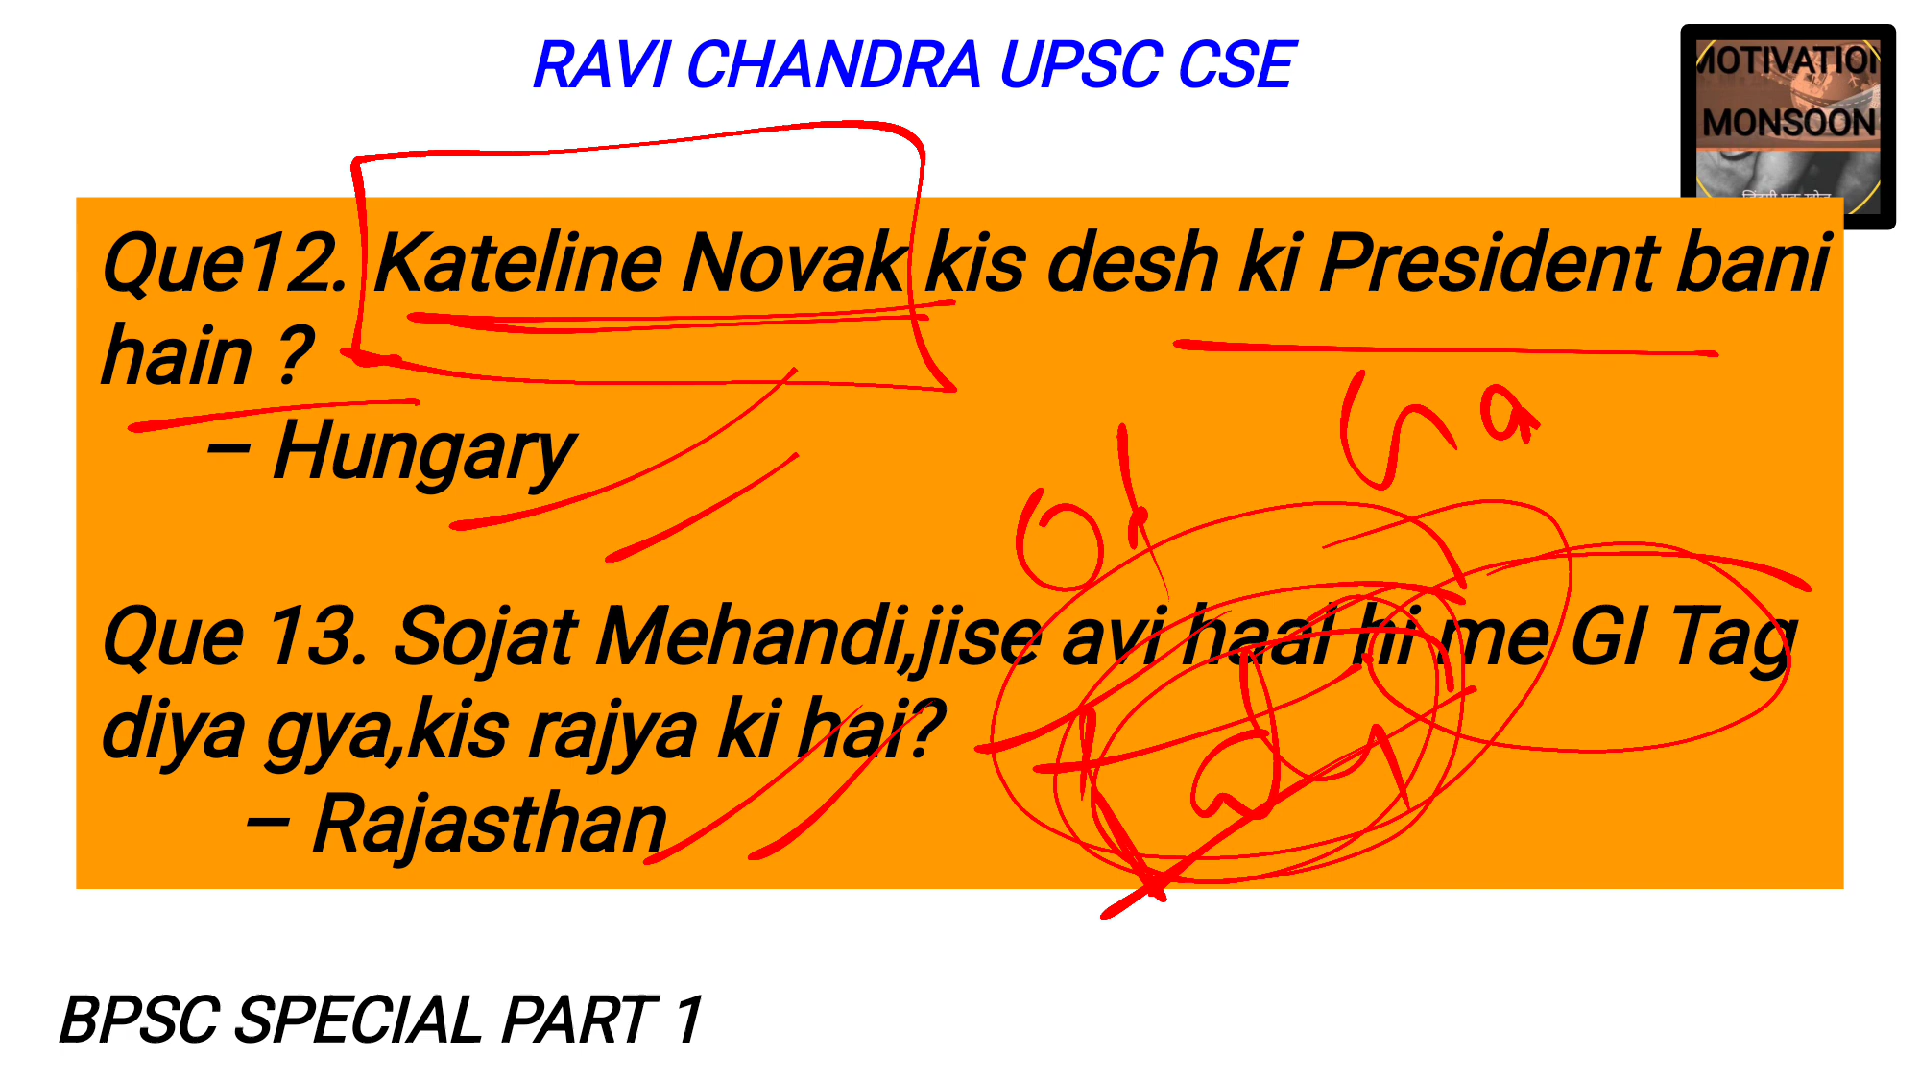 RAVI CHANDRA UPSC CSE
MOTIVATION
MONSOON
Que12. Kateline Novak kis desh ki President bani
hain ?
– Hungary
Que 13. Sojat Mehandi,jise avi haal hi me GI Tag
diya gya,kis rajya ki hai?
– Rajasthan
BPSC SPECIAL PART 1